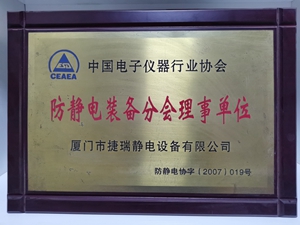 ESD
CEAEA
中国电子仪器行业协会
防静电装备分会理事单位
厦门市捷瑞静电设备有限公司
防静电协字（2007）019号